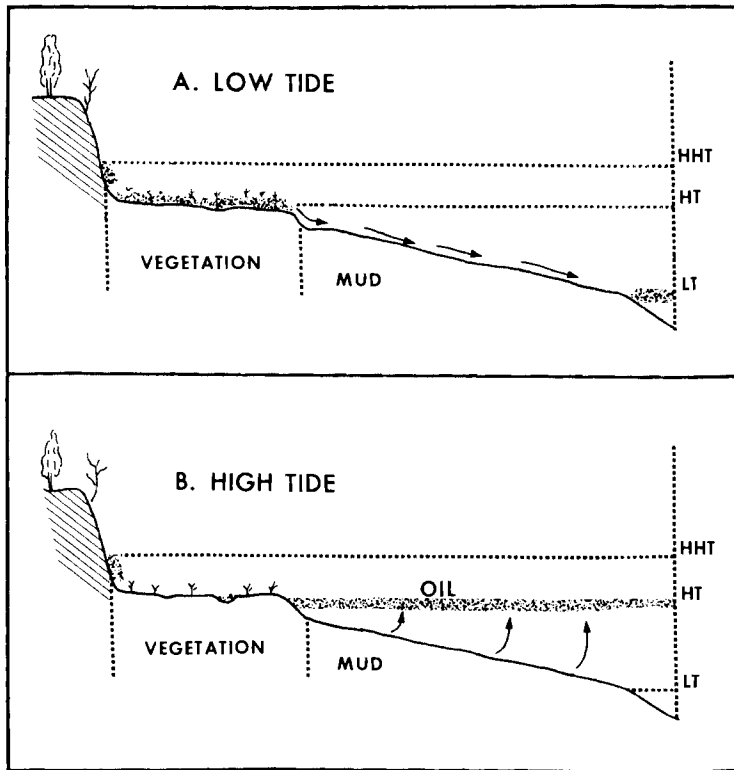 A. LOW TIDE
HHT
HT
VEGETATION
MUD
LT
B. HIGH TIDE
HHT
OIL
HT
VEGETATION
MUD
LT